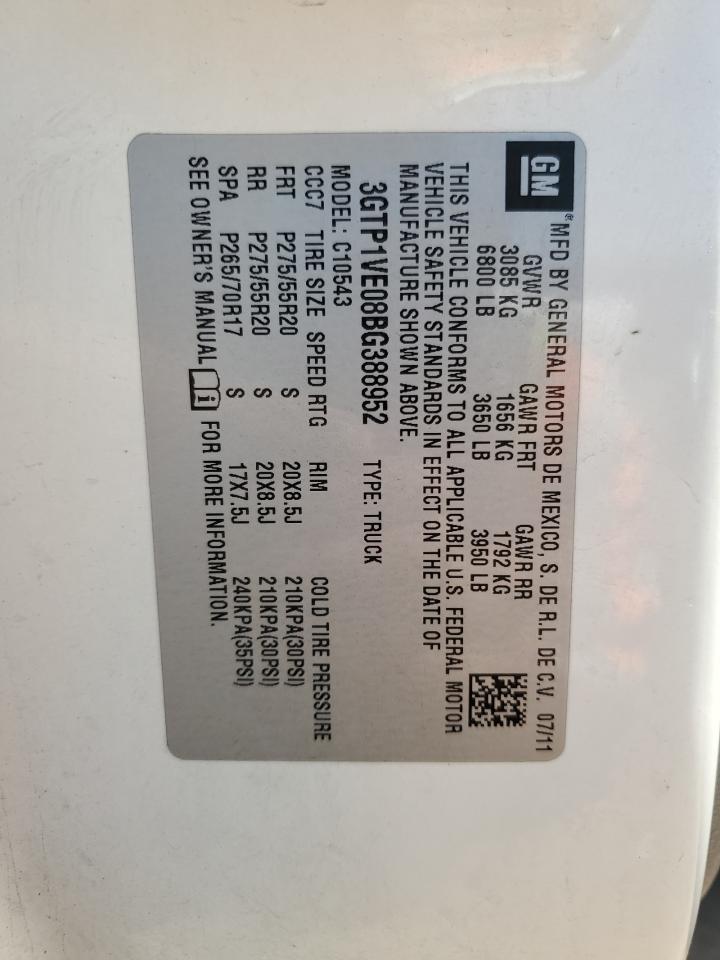 GM
® MFD BY GENERAL MOTORS DE MEXICO, S. DE R.L. DE C.V. 07/11
GVWR GAWR FRT GAWR RR
3085 KG 1656 KG 1792 KG
6800 LB 3650 LB 3950 LB
THIS VEHICLE CONFORMS TO ALL APPLICABLE U.S. FEDERAL MOTOR
VEHICLE SAFETY STANDARDS IN EFFECT ON THE DATE OF
MANUFACTURE SHOWN ABOVE.
3GTP1VE08BG388952 TYPE: TRUCK
MODEL: C10543
CCC7 TIRE SIZE SPEED RTG RIM COLD TIRE PRESSURE
FRT P275/55R20 S 20X8.5J 210KPA(30PSI)
RR P275/55R20 S 20X8.5J 210KPA(30PSI)
SPA P265/70R17 S 17X7.5J 240KPA(35PSI)
SEE OWNER'S MANUAL i FOR MORE INFORMATION.